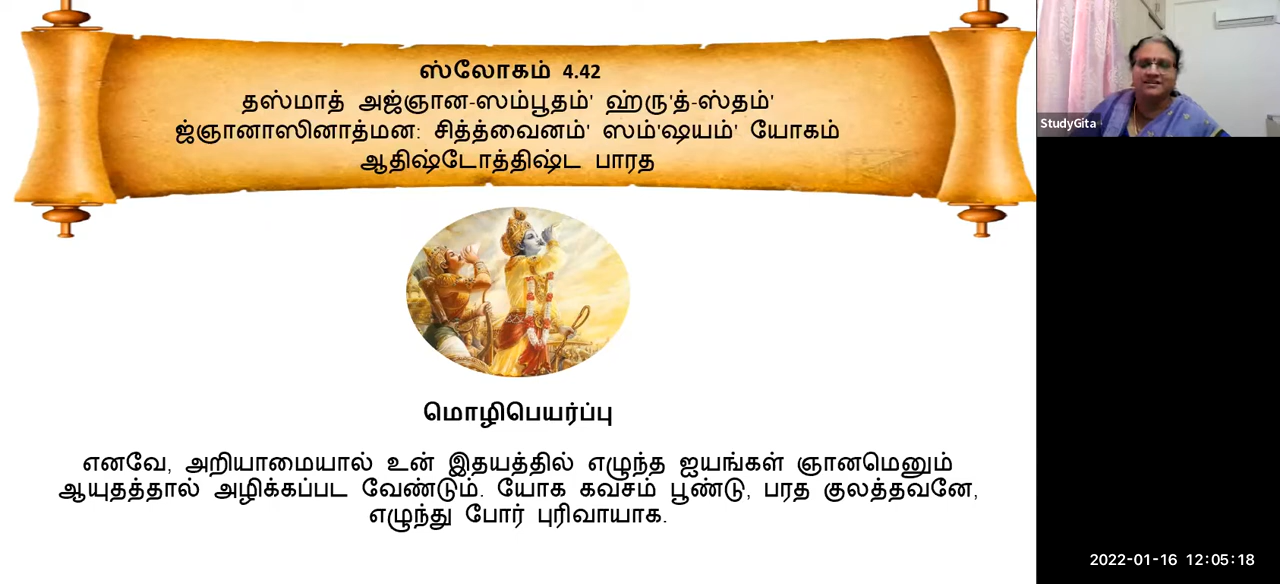 ஸ்லோகம் 4.42
தஸ்மாத் அஜ்ஞான-ஸம்பூதம்' ஹ்ரு'த்-ஸ்தம்'
ஜ்ஞானாஸினாத்மன: சித்த்வைனம்' ஸம்'ஷயம்' யோகம்
ஆதிஷ்டோத்திஷ்ட பாரத
மொழிபெயர்ப்பு
எனவே, அறியாமையால் உன் இதயத்தில் எழுந்த ஐயங்கள் ஞானமெனும்
ஆயுதத்தால் அழிக்கப்பட வேண்டும். யோக கவசம் பூண்டு, பரத குலத்தவனே,
எழுந்து போர் புரிவாயாக.
StudyGita
2022-01-16 12:05:18